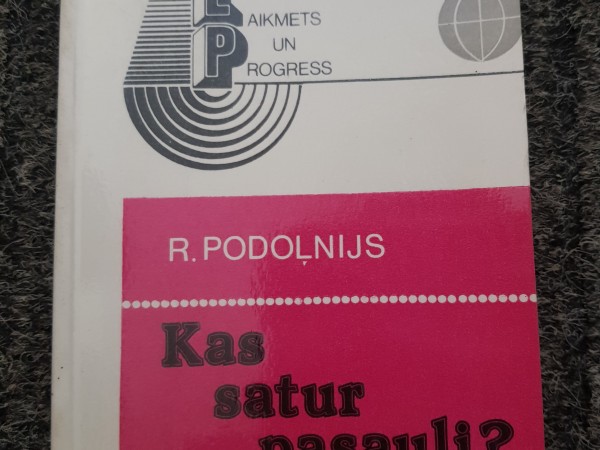 LAIKMETS
UN
PROGRESS
R. PODOĻNIJS
Kas
satur
pasauli?